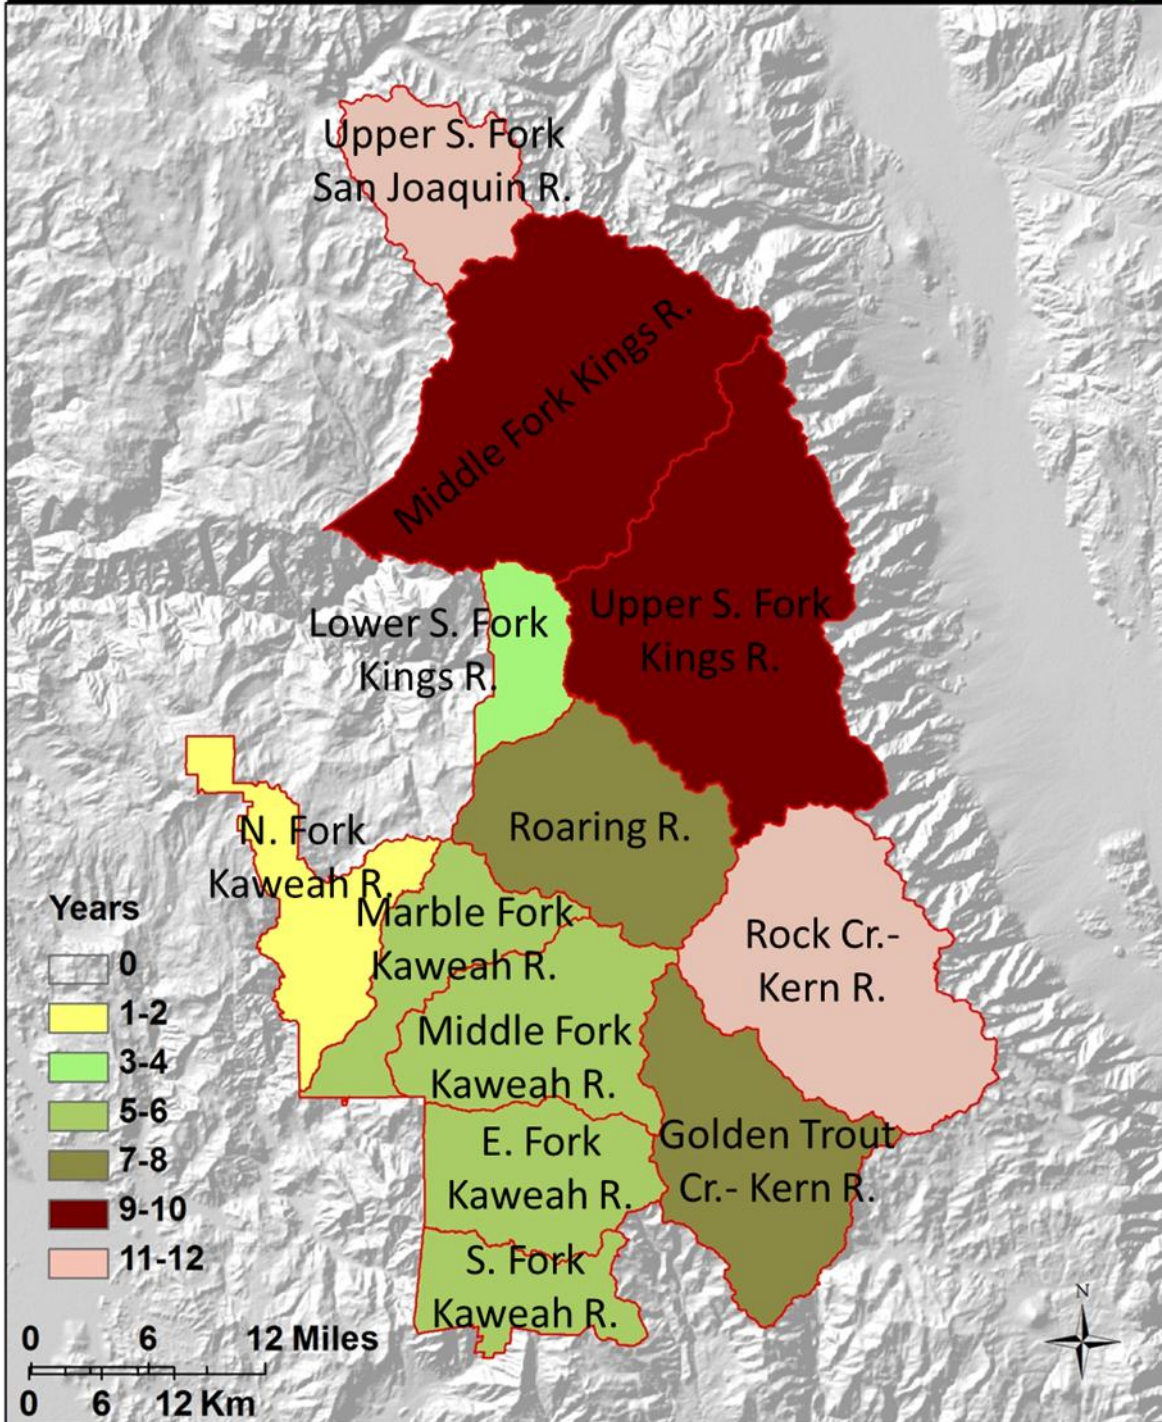 Upper S. Fork
San Joaquin R.
Middle Fork Kings R.
Upper S. Fork
Kings R.
Lower S. Fork
Kings R.
Roaring R.
N. Fork
Kaweah R.
Marble Fork
Kaweah R.
Rock Cr.-
Kern R.
Middle Fork
Kaweah R.
E. Fork
Kaweah R.
Golden Trout
Cr.- Kern R.
S. Fork
Kaweah R.
Years
0
1-2
3-4
5-6
7-8
9-10
11-12
0 6 12 Miles
0 6 12 Km
N